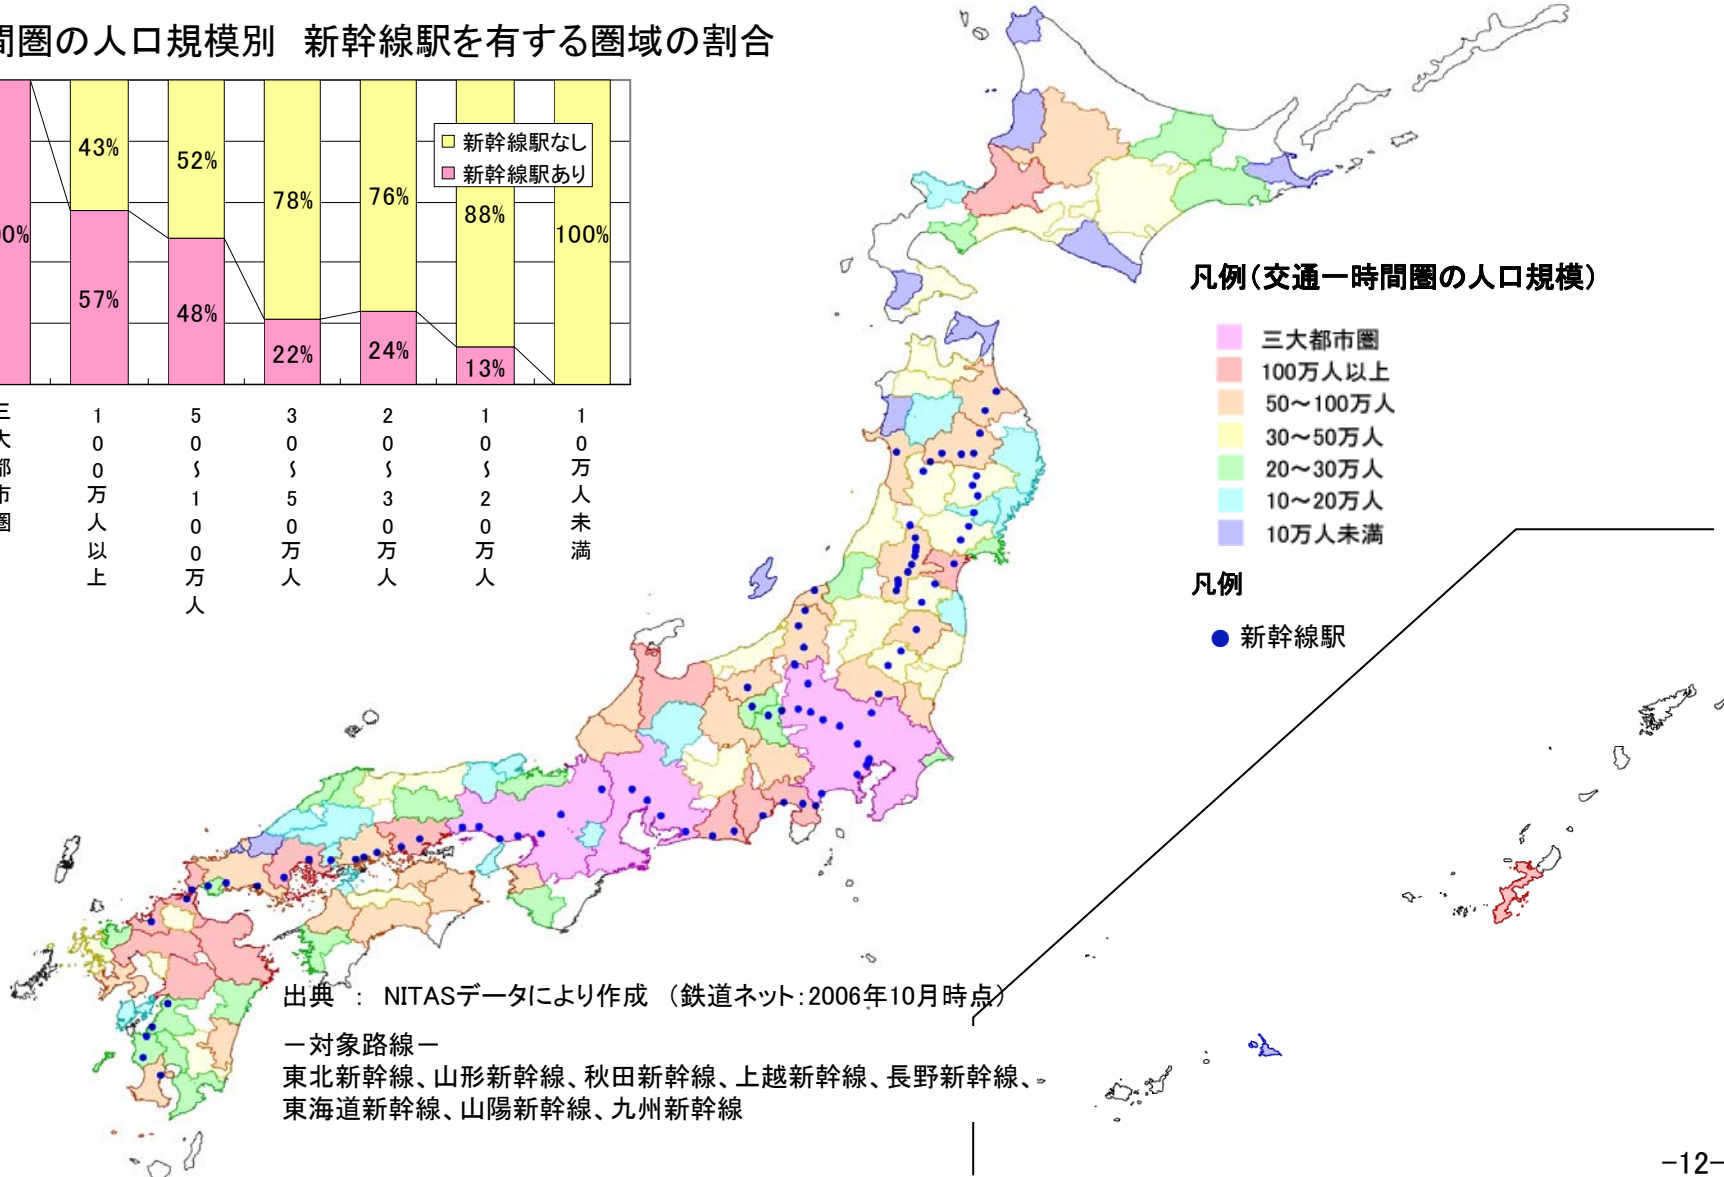 間圏の人口規模別　新幹線駅を有する圏域の割合
43%
52%
78%
76%
88%
100%
00%
57%
48%
22%
24%
13%
新幹線駅なし
新幹線駅あり
三大都市圏
100万人以上
50～100万人
30～50万人
20～30万人
10～20万人
10万人未満
凡例（交通一時間圏の人口規模）
三大都市圏
100万人以上
50～100万人
30～50万人
20～30万人
10～20万人
10万人未満
凡例
新幹線駅
出典　：　NITASデータにより作成　（鉄道ネット：2006年10月時点）
－対象路線－
東北新幹線、山形新幹線、秋田新幹線、上越新幹線、長野新幹線、
東海道新幹線、山陽新幹線、九州新幹線
-12-